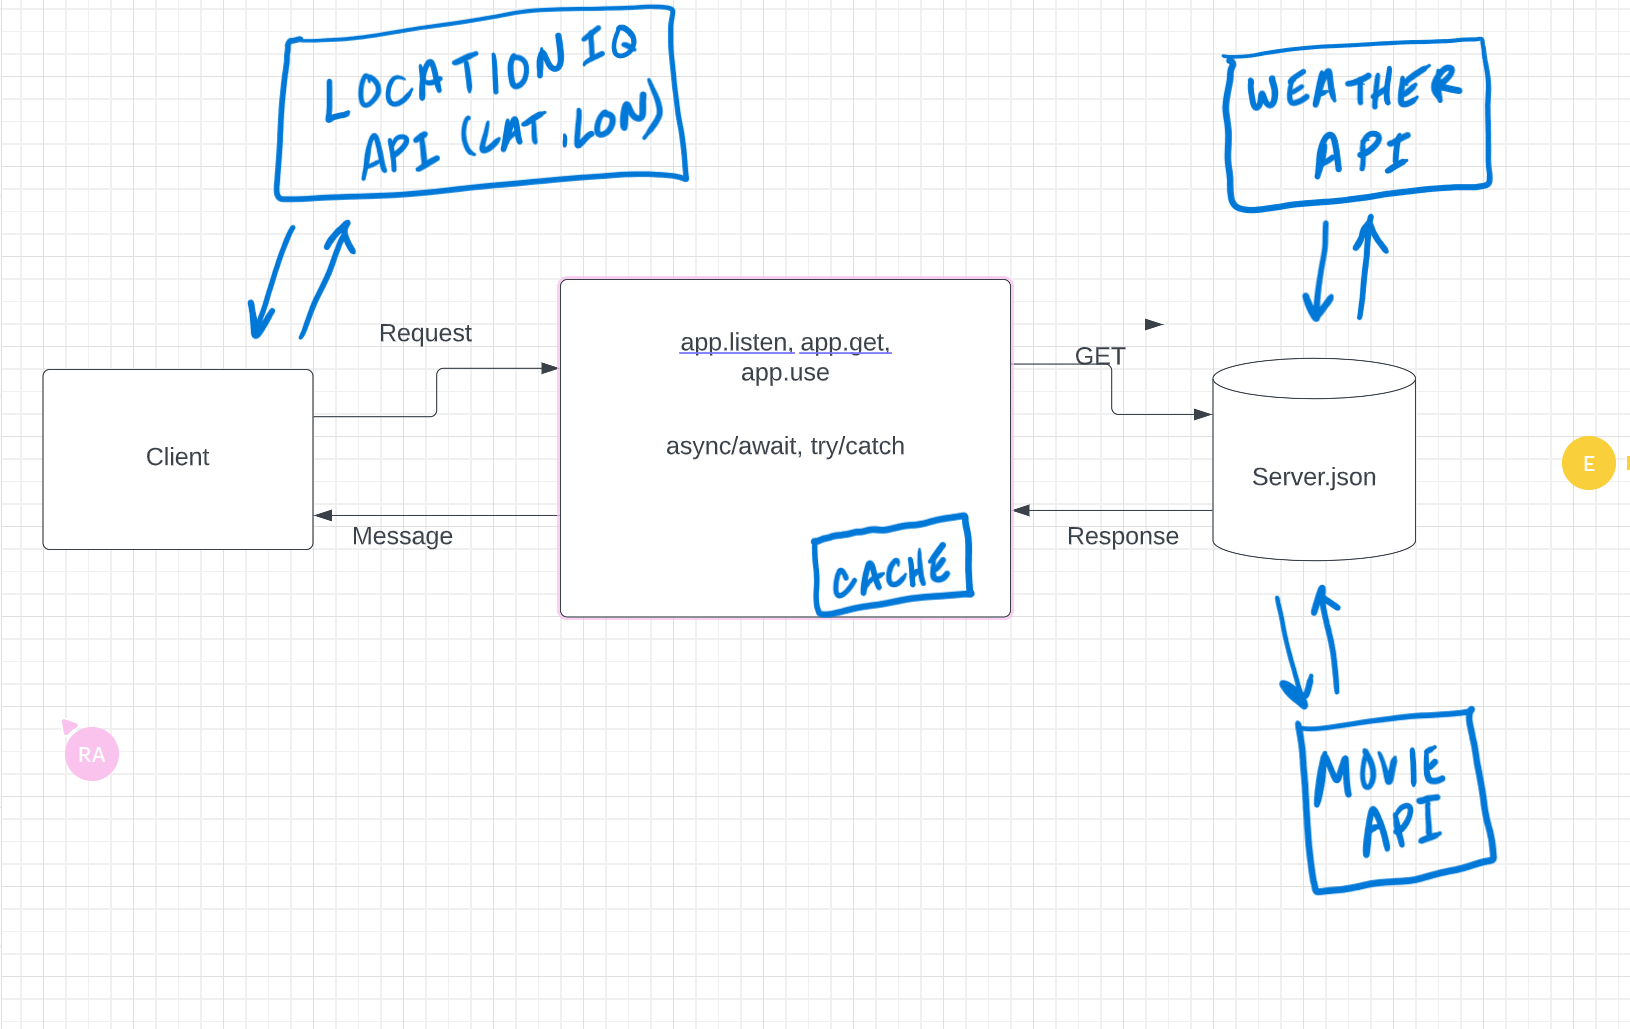 LOCATION IQ
API (LAT, LON)
WEATHER
API
Request
app.listen, app.get,
app.use
GET
async/await, try/catch
Client
Server.json
E
Message
Response
CACHE
RA
MOVIE
API